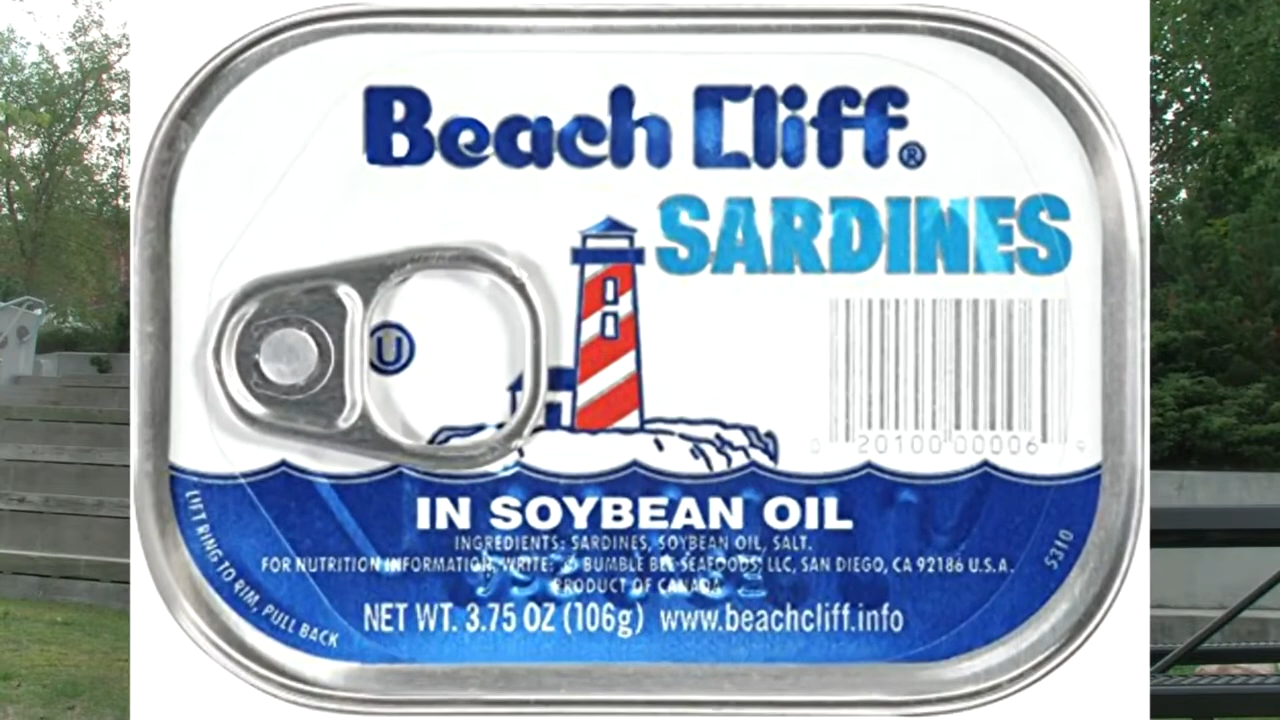 Beach Cliff®
SARDINES
U
0 20100 00006 9
IN SOYBEAN OIL
INGREDIENTS: SARDINES, SOYBEAN OIL, SALT.
FOR NUTRITION INFORMATION, WRITE: BUMBLE BEE SEAFOODS, LLC, SAN DIEGO, CA 92186 U.S.A.
PRODUCT OF CANADA
NET WT. 3.75 OZ (106g) www.beachcliff.info
LIFT RING TO RIM, PULL BACK
5310